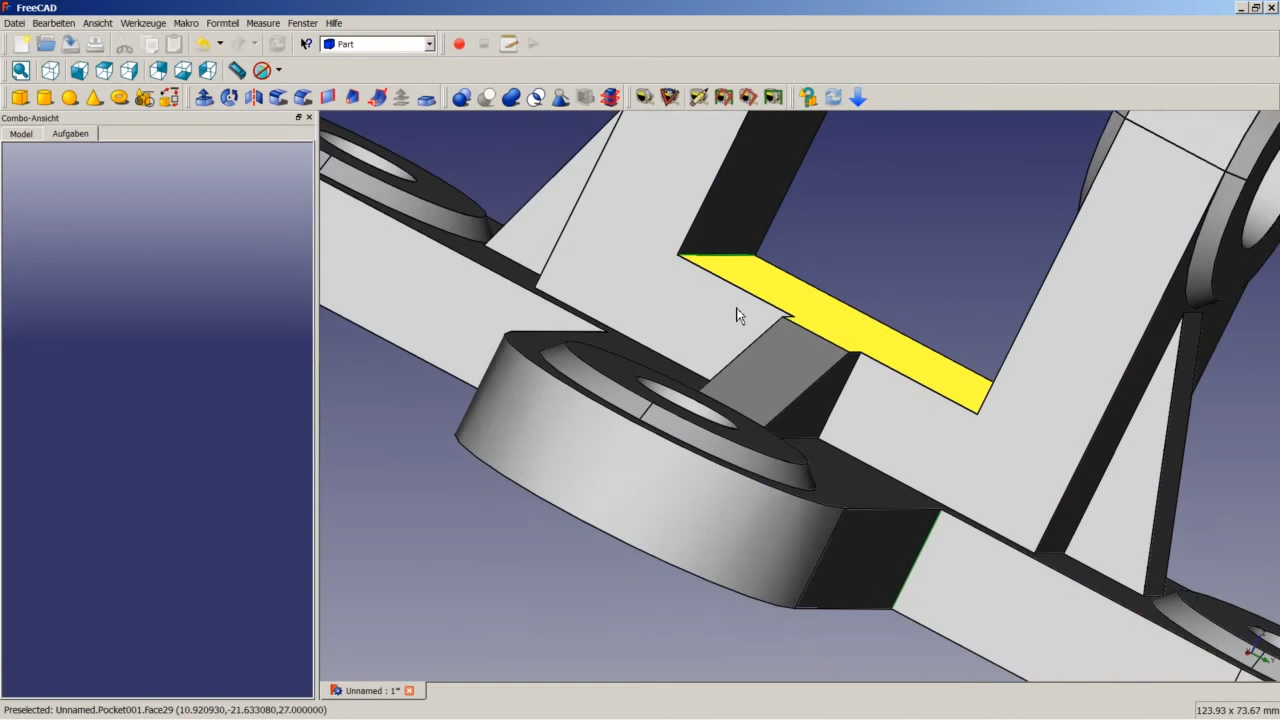 FreeCAD
Datei Bearbeiten Ansicht Werkzeuge Makro Formteil Measure Fenster Hilfe
Part
Combo-Ansicht
Model Aufgaben
Unnamed : 1*
Preselected: Unnamed.Pocket001.Face29 (10.920930,-21.633080,27.000000)
123.93 x 73.67 mm